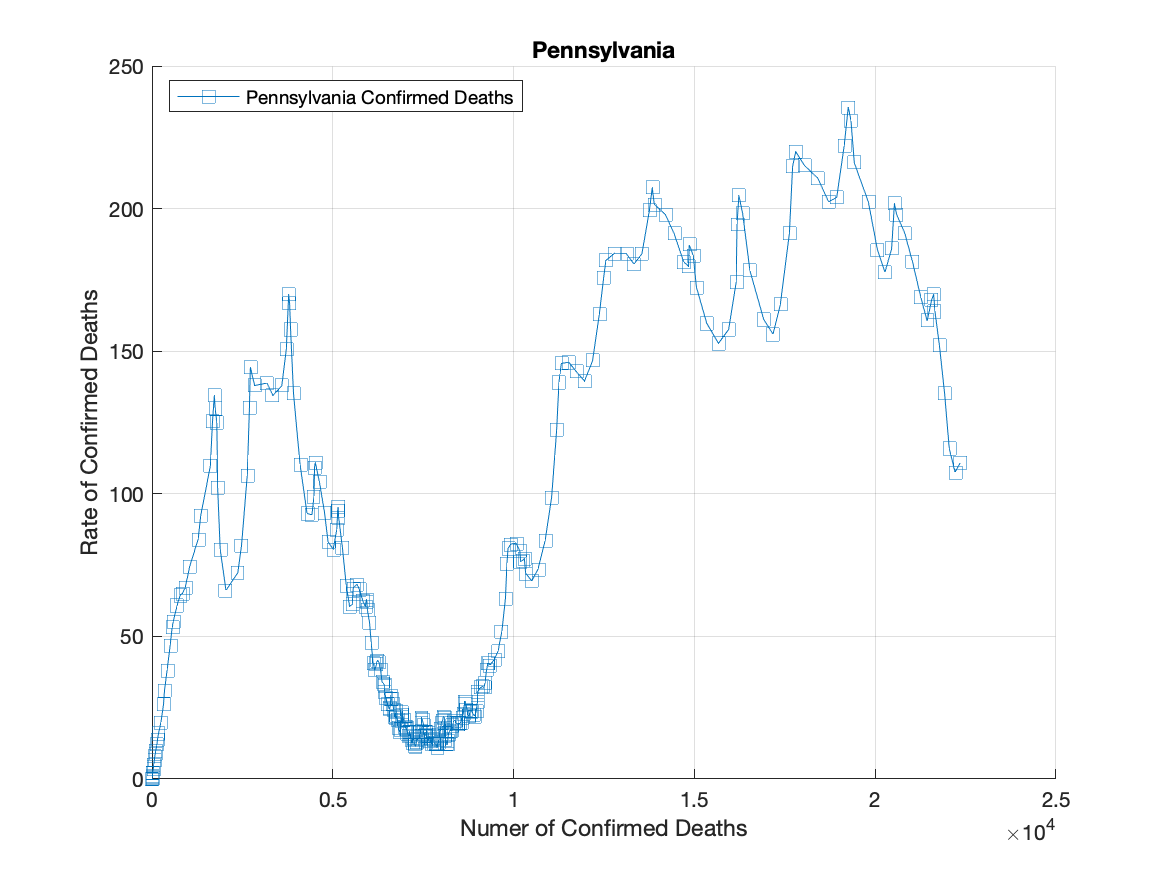 Pennsylvania
Pennsylvania Confirmed Deaths
250
200
150
100
50
0
Rate of Confirmed Deaths
0 0.5 1 1.5 2 2.5
×10^4
Numer of Confirmed Deaths